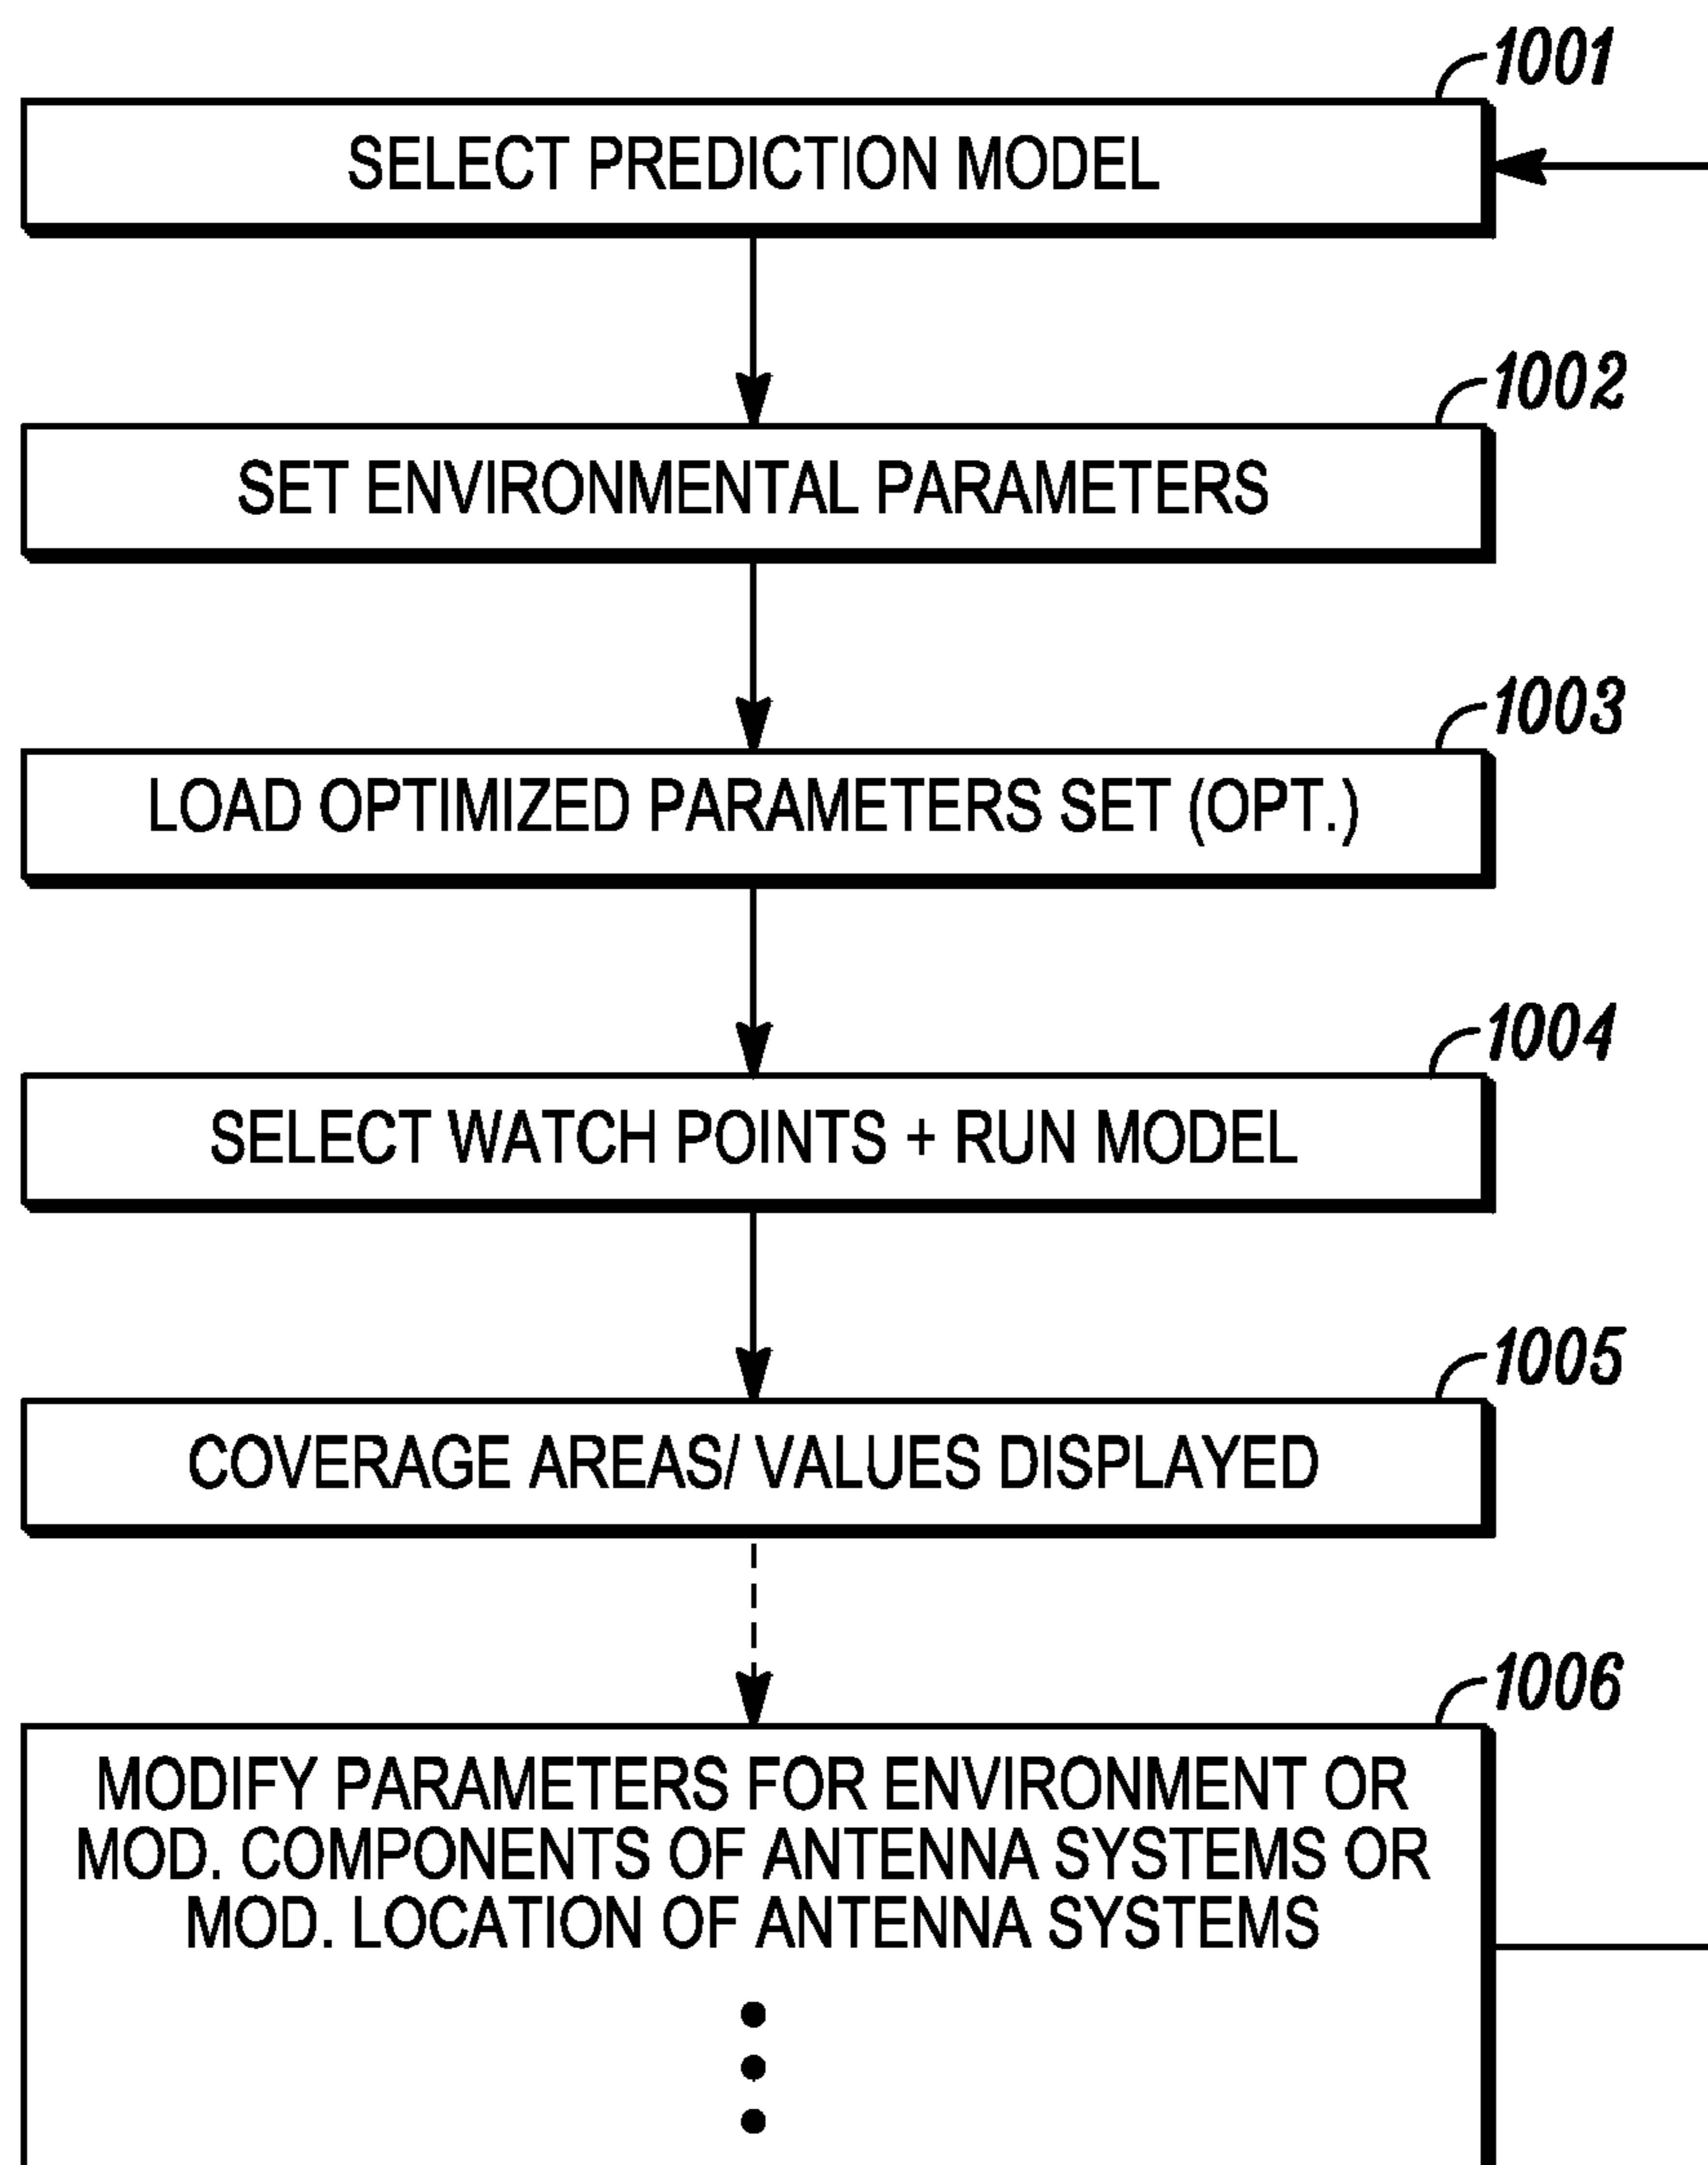 1001
SELECT PREDICTION MODEL
1002
SET ENVIRONMENTAL PARAMETERS
1003
LOAD OPTIMIZED PARAMETERS SET (OPT.)
1004
SELECT WATCH POINTS + RUN MODEL
1005
COVERAGE AREAS/ VALUES DISPLAYED
1006
MODIFY PARAMETERS FOR ENVIRONMENT OR
MOD. COMPONENTS OF ANTENNA SYSTEMS OR
MOD. LOCATION OF ANTENNA SYSTEMS